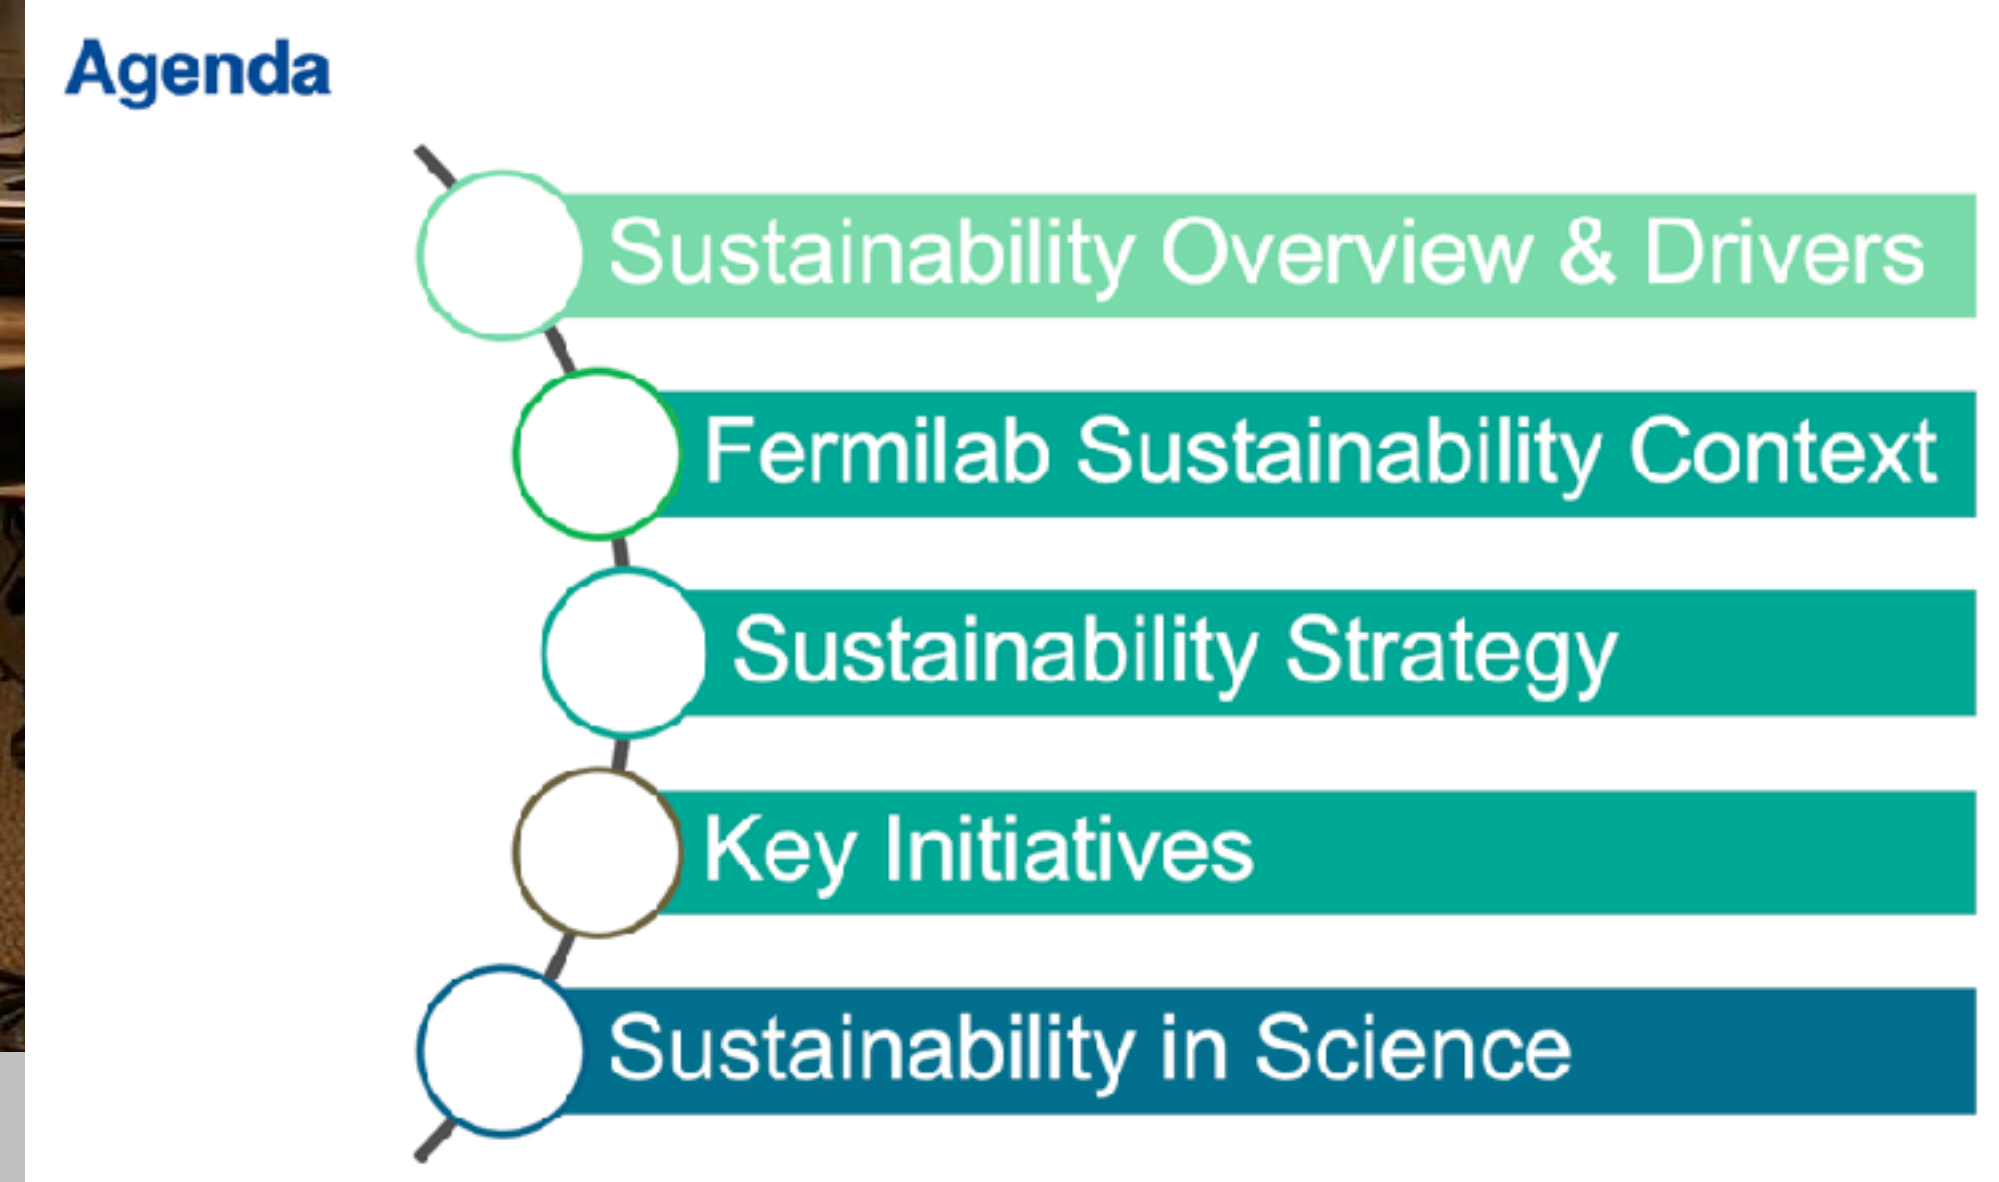 Agenda
Sustainability Overview & Drivers
Fermilab Sustainability Context
Sustainability Strategy
Key Initiatives
Sustainability in Science